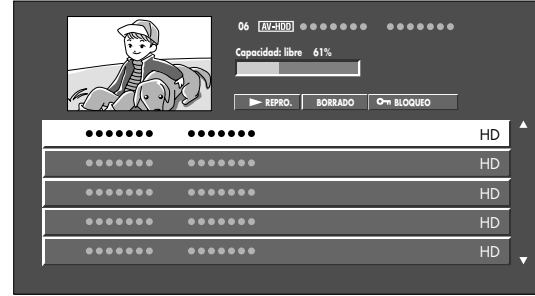 06 AV-HDD ●●●●●●● ●●●●●●●
Capacidad: libre 61%
REPRO. BORRADO BLOQUEO
●●●●●●● ●●●●●●● HD
●●●●●●● ●●●●●●● HD
●●●●●●● ●●●●●●● HD
●●●●●●● ●●●●●●● HD
●●●●●●● ●●●●●●● HD